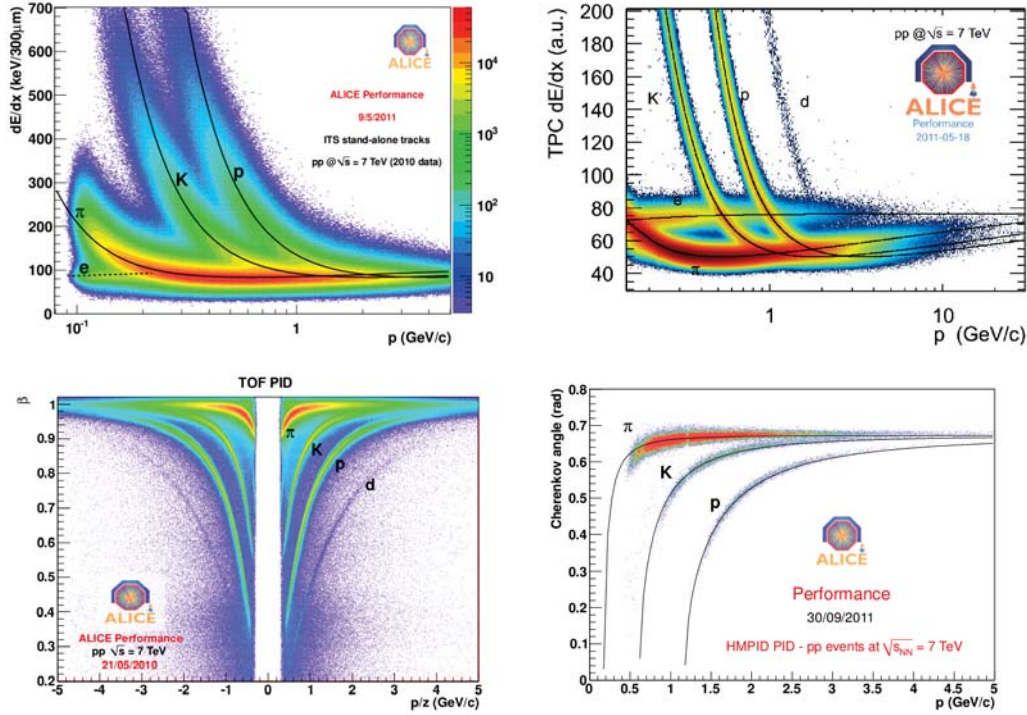 dE/dx (keV/300μm)
700
600
500
400
300
200
100
0
π
e
K
p
ALICE
ALICE Performance
9/5/2011
ITS stand-alone tracks
pp @ √s = 7 TeV (2010 data)
10⁴
10³
10²
10
10⁻¹
1
p (GeV/c)
TPC dE/dx (a.u.)
200
180
160
140
120
100
80
60
40
K
p
d
e
π
pp @ √s = 7 TeV
ALICE
Performance
2011-05-18
1
10
p (GeV/c)
TOF PID
β
1
0.9
0.8
0.7
0.6
0.5
0.4
0.3
0.2
π
K
p
d
ALICE
ALICE Performance
pp √s = 7 TeV
21/05/2010
-5 -4 -3 -2 -1 0 1 2 3 4 5
p/z (GeV/c)
Cherenkov angle (rad)
0.8
0.7
0.6
0.5
0.4
0.3
0.2
0.1
0
π
K
p
ALICE
Performance
30/09/2011
HMPID PID - pp events at √sNN = 7 TeV
0 0.5 1 1.5 2 2.5 3 3.5 4 4.5 5
p (GeV/c)